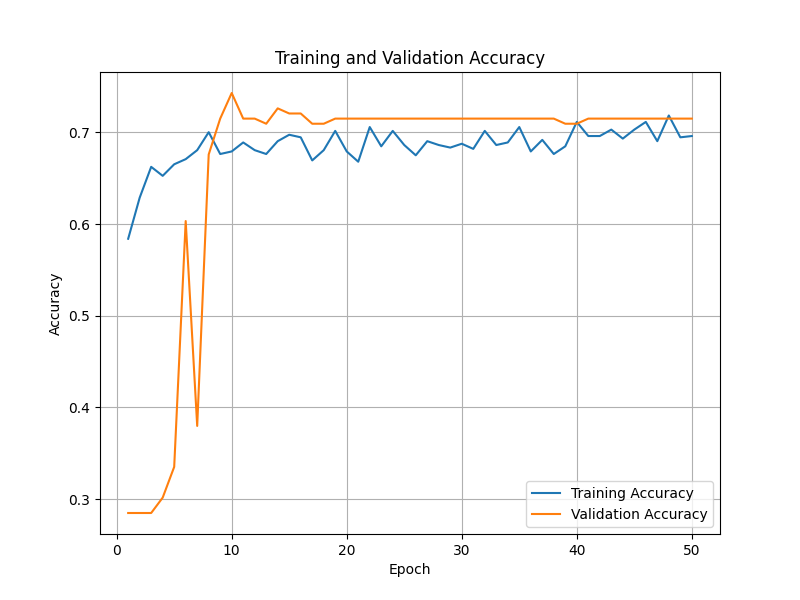 Training and Validation Accuracy
0.7
0.6
0.5
0.4
0.3
Accuracy
0
10
20
30
40
50
Epoch
Training Accuracy
Validation Accuracy